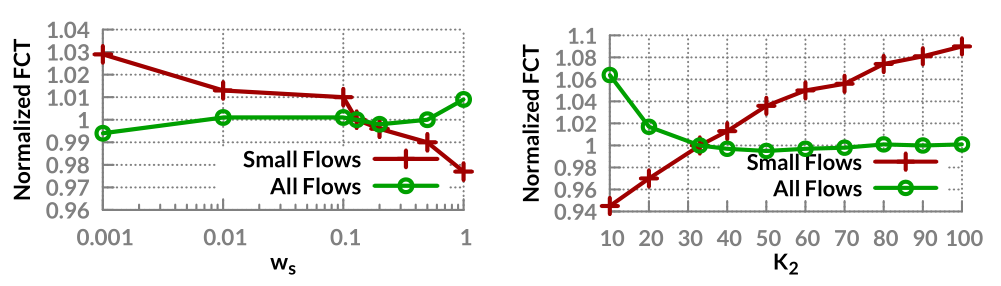 Normalized FCT
1.04
1.03
1.02
1.01
1
0.99
0.98
0.97
0.96
Small Flows
All Flows
0.001 0.01 0.1 1
ws
Normalized FCT
1.1
1.08
1.06
1.04
1.02
1
0.98
0.96
0.94
Small Flows
All Flows
10 20 30 40 50 60 70 80 90 100
K2